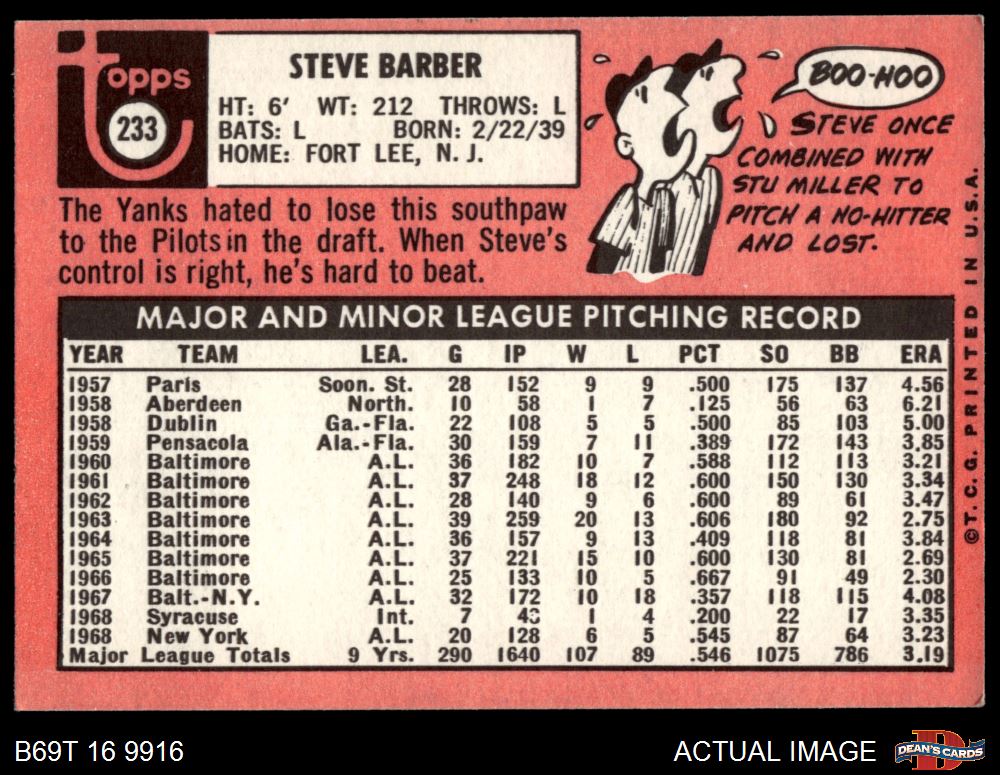 topps
233
STEVE BARBER
HT: 6' WT: 212 THROWS: L
BATS: L BORN: 2/22/39
HOME: FORT LEE, N. J.
The Yanks hated to lose this southpaw
to the Pilots in the draft. When Steve's
control is right, he's hard to beat.
BOO-HOO
STEVE ONCE
COMBINED WITH
STU MILLER TO
PITCH A NO-HITTER
AND LOST.
MAJOR AND MINOR LEAGUE PITCHING RECORD
YEAR TEAM LEA. G IP W L PCT SO BB ERA
1957 Paris Soon. St. 28 152 9 9 .500 175 137 4.56
1958 Aberdeen North. 10 58 1 7 .125 56 63 6.21
1958 Dublin Ga.-Fla. 22 108 5 5 .500 85 103 5.00
1959 Pensacola Ala.-Fla. 30 159 7 11 .389 172 143 3.85
1960 Baltimore A.L. 36 182 10 7 .588 112 113 3.21
1961 Baltimore A.L. 37 248 18 12 .600 150 130 3.34
1962 Baltimore A.L. 28 140 9 6 .600 89 61 3.47
1963 Baltimore A.L. 39 259 20 13 .606 180 92 2.75
1964 Baltimore A.L. 36 157 9 13 .409 118 81 3.84
1965 Baltimore A.L. 37 221 15 10 .600 130 81 2.69
1966 Baltimore A.L. 25 133 10 5 .667 91 49 2.30
1967 Balt.-N.Y. A.L. 32 172 10 18 .357 118 115 4.08
1968 Syracuse Int. 7 1 4 .200 22 17 3.35
1968 New York A.L. 20 128 6 5 .545 87 64 3.23
Major League Totals 9 Yrs. 290 1640 107 89 .546 1075 786 3.19
© T. C. G. PRINTED IN U. S. A.
B69T 16 9916
ACTUAL IMAGE
DEAN'S CARDS